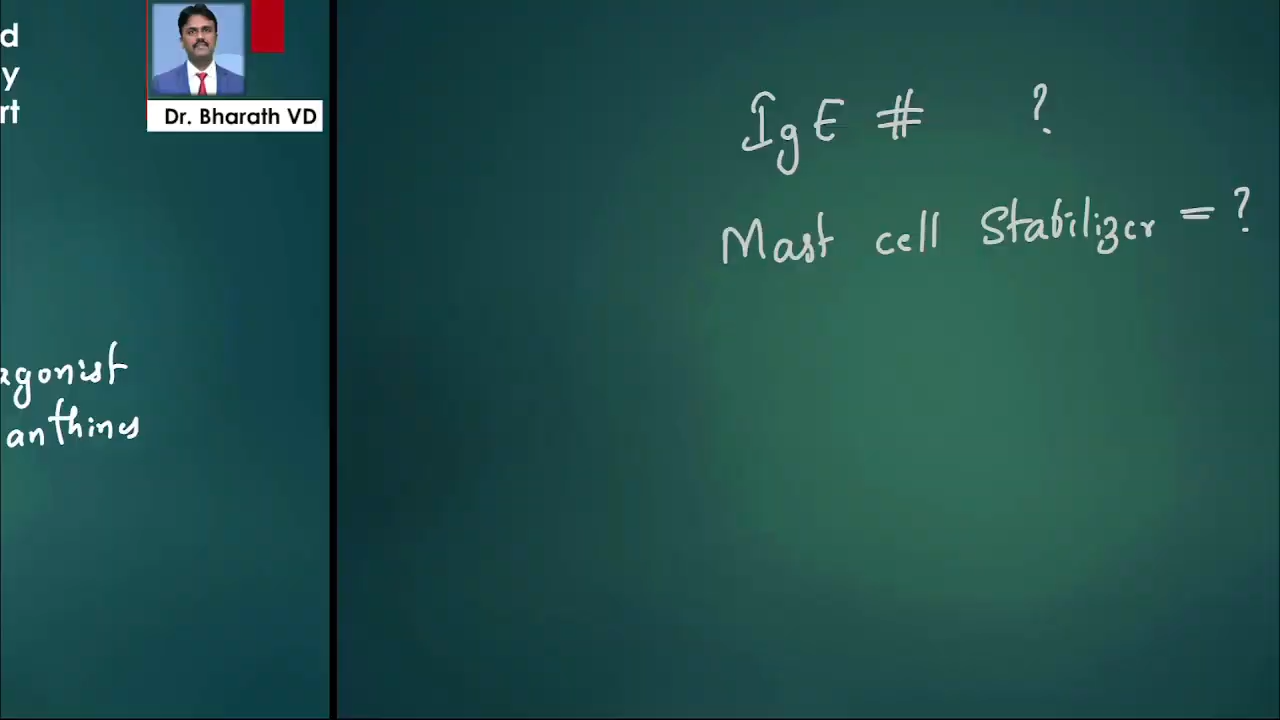 d
y
rt
Dr. Bharath VD
IgE # ?
Mast cell Stabilizer = ?
agonist
anthines